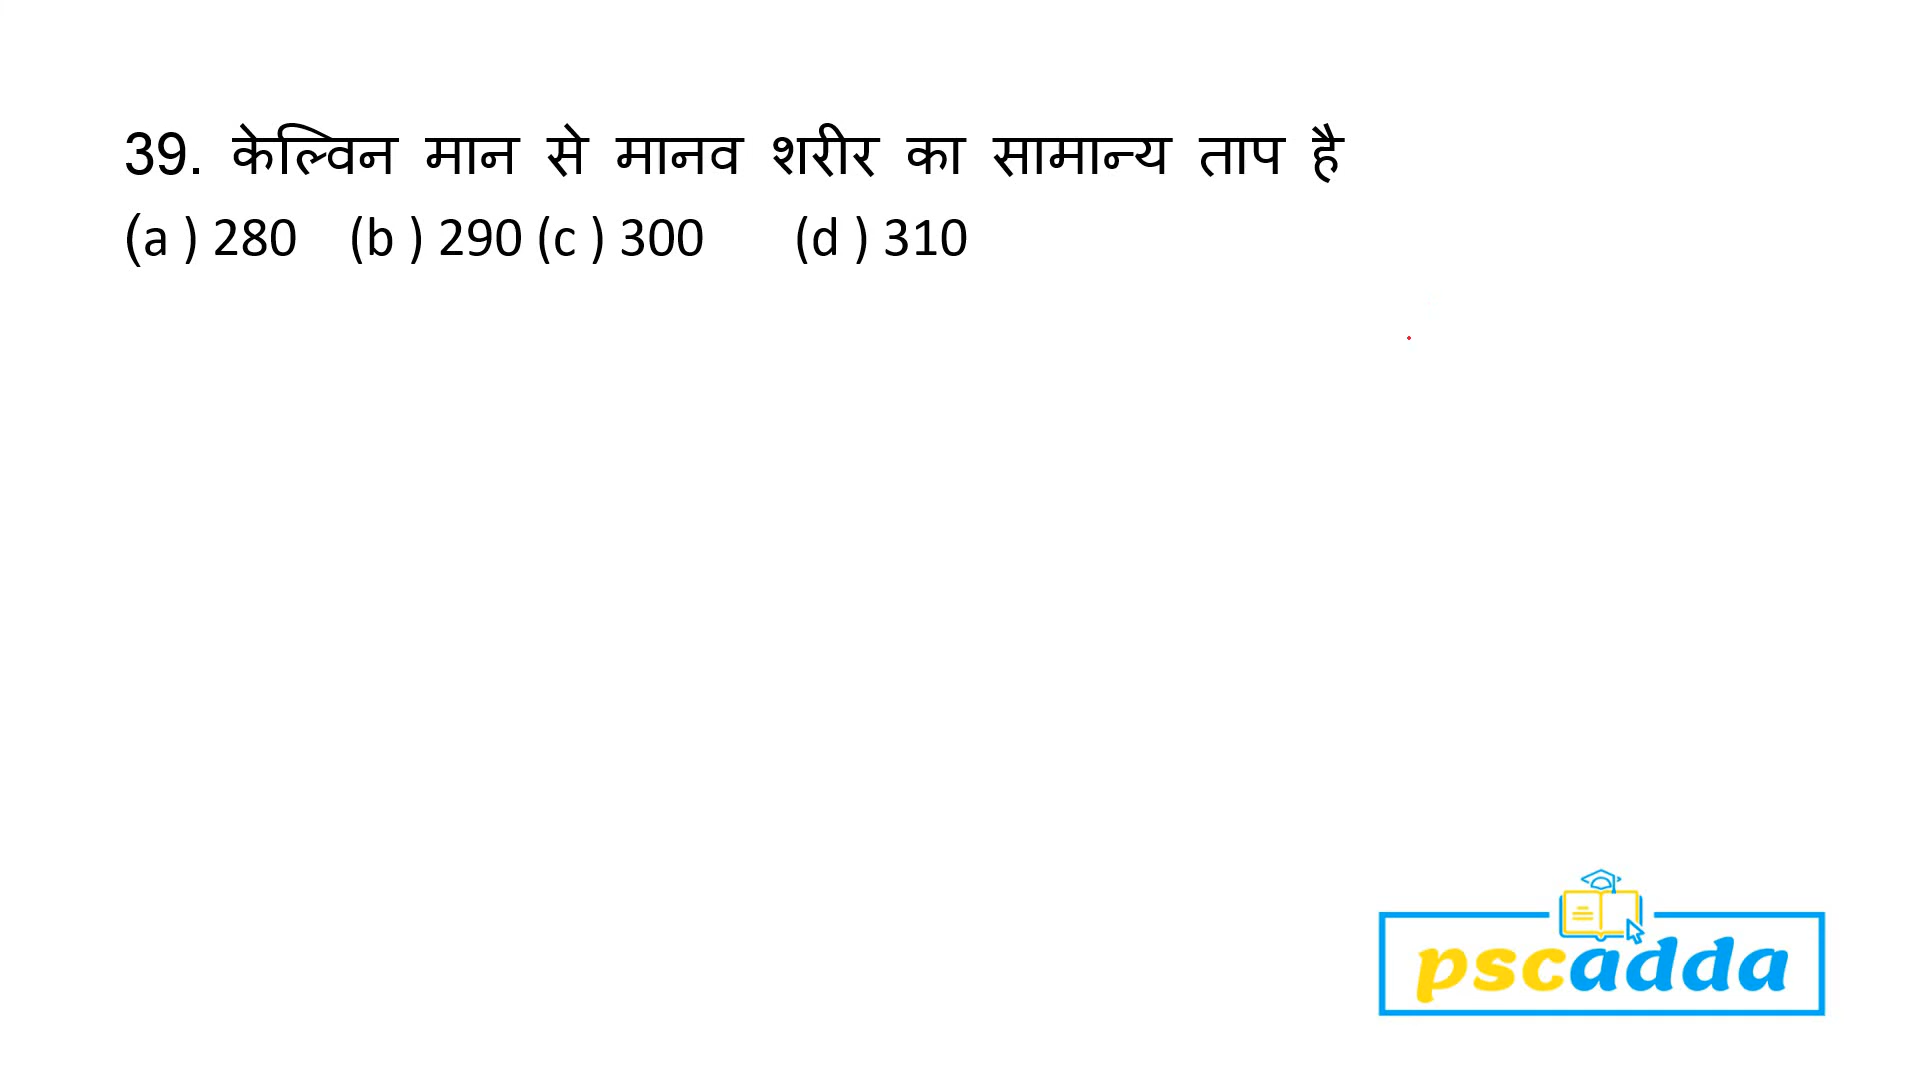 39. केल्विन मान से मानव शरीर का सामान्य ताप है
(a ) 280 (b ) 290 (c ) 300 (d ) 310
pscadda